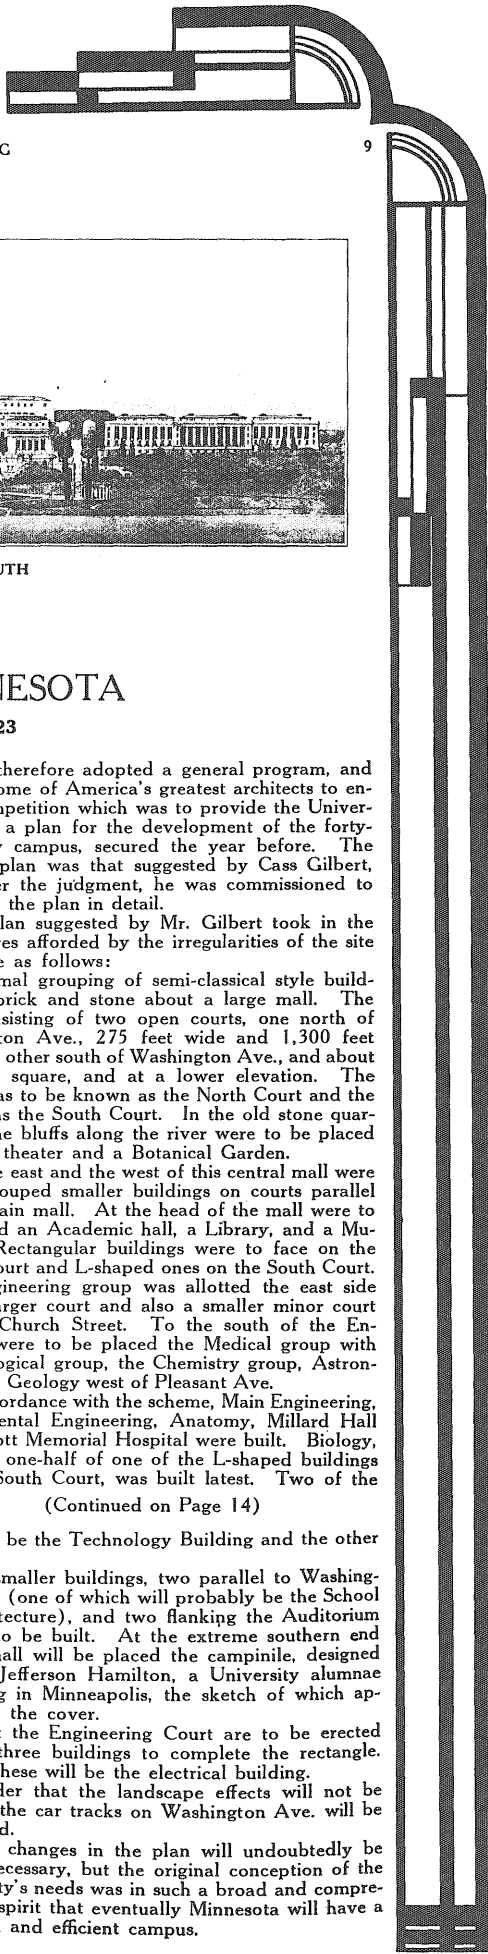 G 9
UTH
NESOTA
23
therefore adopted a general program, and
ome of America's greatest architects to en-
mpetition which was to provide the Univer-
a plan for the development of the forty-
y campus, secured the year before. The
plan was that suggested by Cass Gilbert,
er the judgment, he was commissioned to
the plan in detail.
lan suggested by Mr. Gilbert took in the
es afforded by the irregularities of the site
e as follows:
mal grouping of semi-classical style build-
brick and stone about a large mall. The
sisting of two open courts, one north of
ton Ave., 275 feet wide and 1,300 feet
other south of Washington Ave., and about
square, and at a lower elevation. The
as to be known as the North Court and the
as the South Court. In the old stone quar-
he bluffs along the river were to be placed
theater and a Botanical Garden.
e east and the west of this central mall were
ouped smaller buildings on courts parallel
ain mall. At the head of the mall were to
d an Academic hall, a Library, and a Mu-
Rectangular buildings were to face on the
ourt and L-shaped ones on the South Court.
gineering group was allotted the east side
arger court and also a smaller minor court
Church Street. To the south of the En-
were to be placed the Medical group with
ogical group, the Chemistry group, Astron-
Geology west of Pleasant Ave.
ordance with the scheme, Main Engineering,
ental Engineering, Anatomy, Millard Hall
ott Memorial Hospital were built. Biology,
one-half of one of the L-shaped buildings
South Court, was built latest. Two of the
(Continued on Page 14)
be the Technology Building and the other
smaller buildings, two parallel to Washing-
(one of which will probably be the School
tecture), and two flanking the Auditorium
o be built. At the extreme southern end
all will be placed the campinile, designed
Jefferson Hamilton, a University alumnae
g in Minneapolis, the sketch of which ap-
the cover.
t the Engineering Court are to be erected
three buildings to complete the rectangle.
hese will be the electrical building.
der that the landscape effects will not be
the car tracks on Washington Ave. will be
d.
changes in the plan will undoubtedly be
ecessary, but the original conception of the
ty's needs was in such a broad and compre-
spirit that eventually Minnesota will have a
and efficient campus.